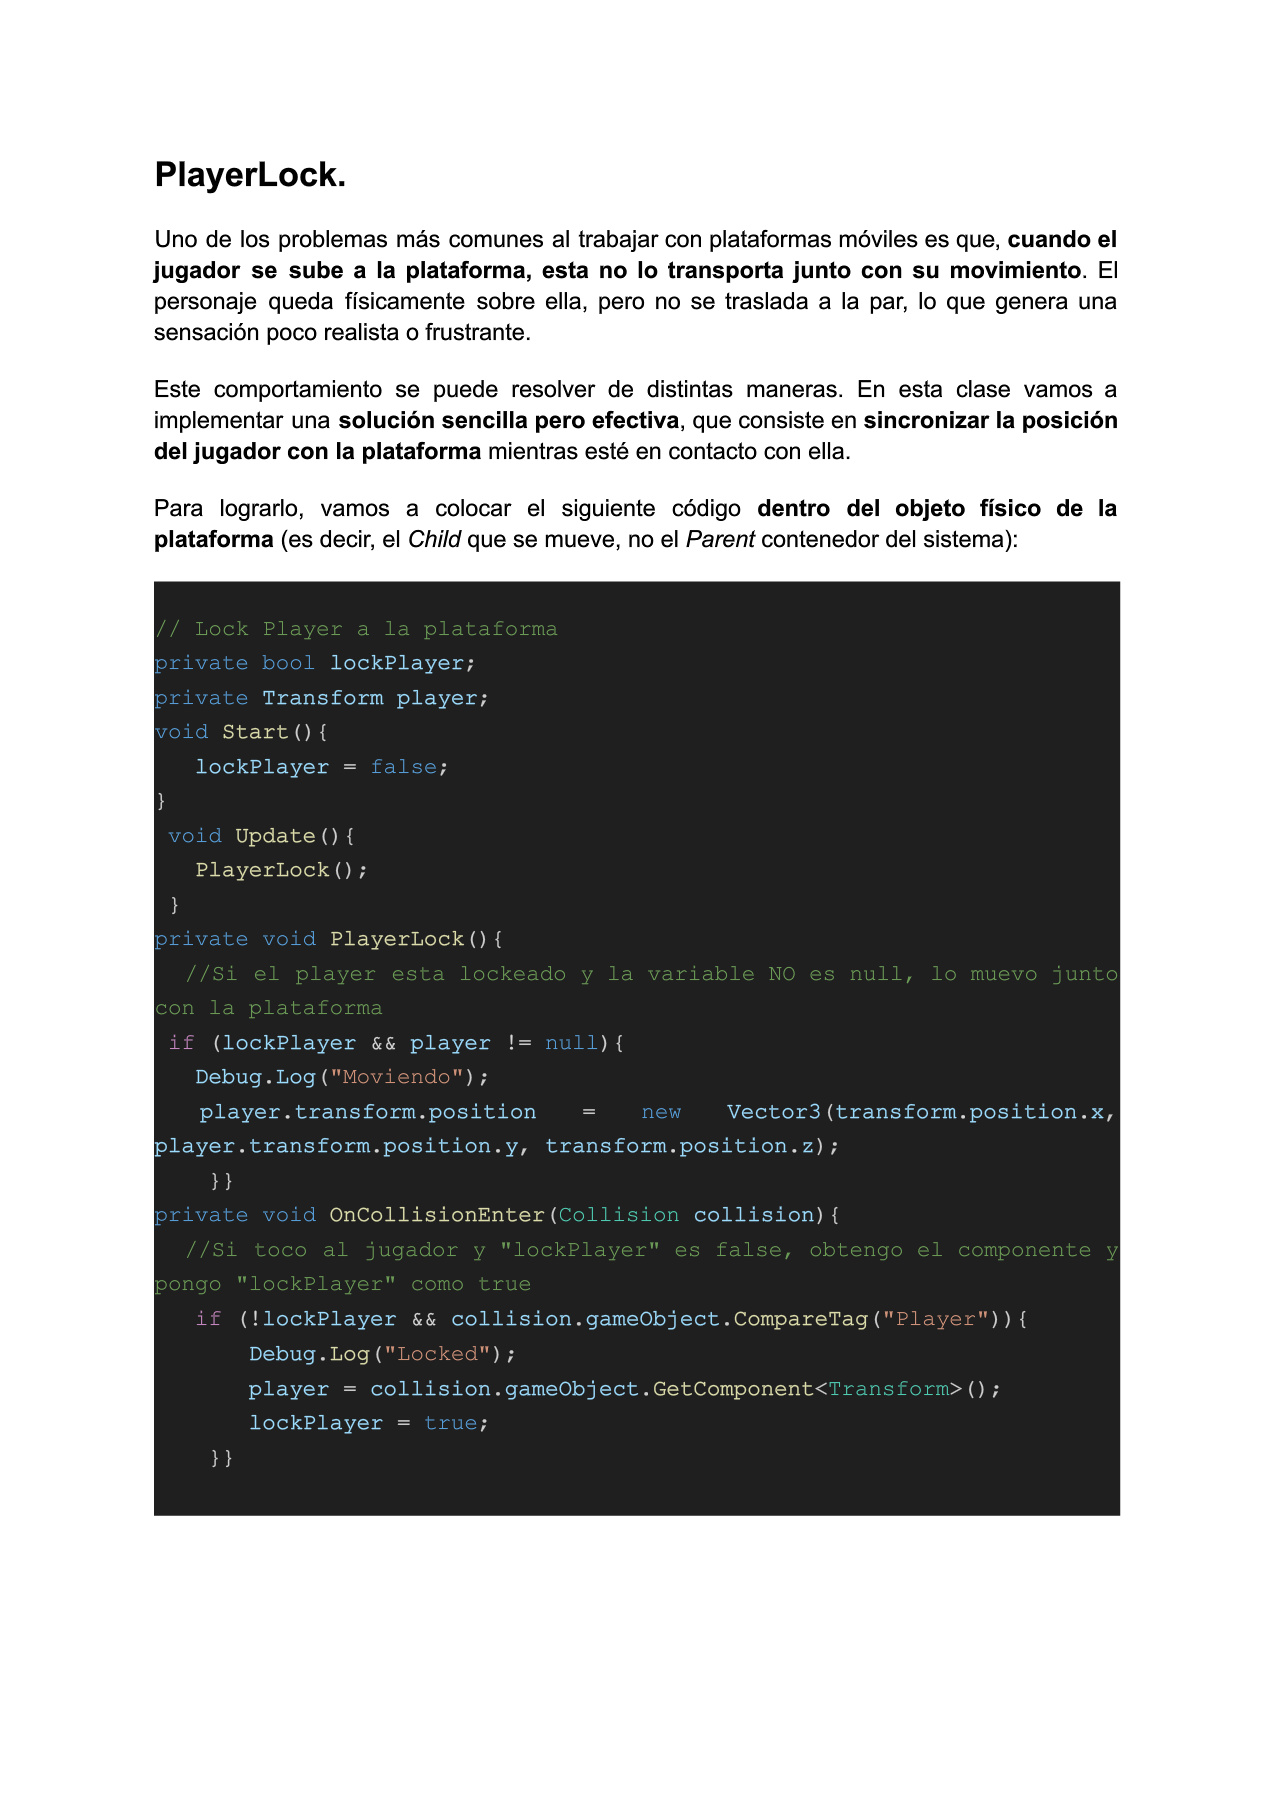 PlayerLock.
Uno de los problemas más comunes al trabajar con plataformas móviles es que, cuando el
jugador se sube a la plataforma, esta no lo transporta junto con su movimiento. El
personaje queda físicamente sobre ella, pero no se traslada a la par, lo que genera una
sensación poco realista o frustrante.
Este comportamiento se puede resolver de distintas maneras. En esta clase vamos a
implementar una solución sencilla pero efectiva, que consiste en sincronizar la posición
del jugador con la plataforma mientras esté en contacto con ella.
Para lograrlo, vamos a colocar el siguiente código dentro del objeto físico de la
plataforma (es decir, el Child que se mueve, no el Parent contenedor del sistema):
// Lock Player a la plataforma
private bool lockPlayer;
private Transform player;
void Start(){
   lockPlayer = false;
}
 void Update(){
   PlayerLock();
 }
private void PlayerLock(){
  //Si el player esta lockeado y la variable NO es null, lo muevo junto
con la plataforma
 if (lockPlayer && player != null){
   Debug.Log("Moviendo");
   player.transform.position = new Vector3(transform.position.x,
player.transform.position.y, transform.position.z);
    }}
private void OnCollisionEnter(Collision collision){
  //Si toco al jugador y "lockPlayer" es false, obtengo el componente y
pongo "lockPlayer" como true
   if (!lockPlayer && collision.gameObject.CompareTag("Player")){
       Debug.Log("Locked");
       player = collision.gameObject.GetComponent<Transform>();
       lockPlayer = true;
    }}